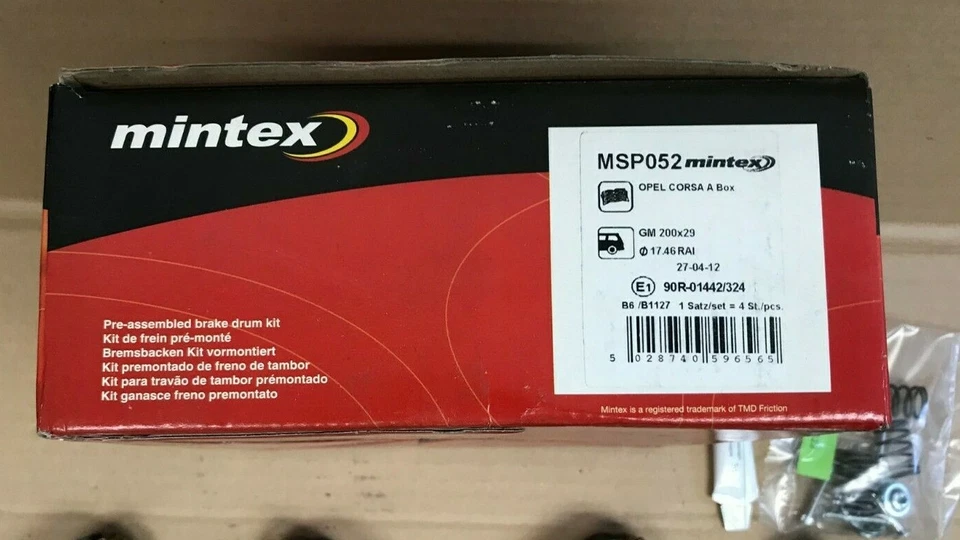 mintex
MSP052 mintex
OPEL CORSA A Box
GM 200x29
Ø 17.46 RAI
27-04-12
E1 90R-01442/324
B6 /B1127 1 Satz/set = 4 St./pcs.
5 028740 596565
Pre-assembled brake drum kit
Kit de frein pré-monté
Bremsbacken Kit vormontiert
Kit premontado de freno de tambor
Kit para travão de tambor prémontado
Kit ganasce freno premontato
Mintex is a registered trademark of TMD Friction